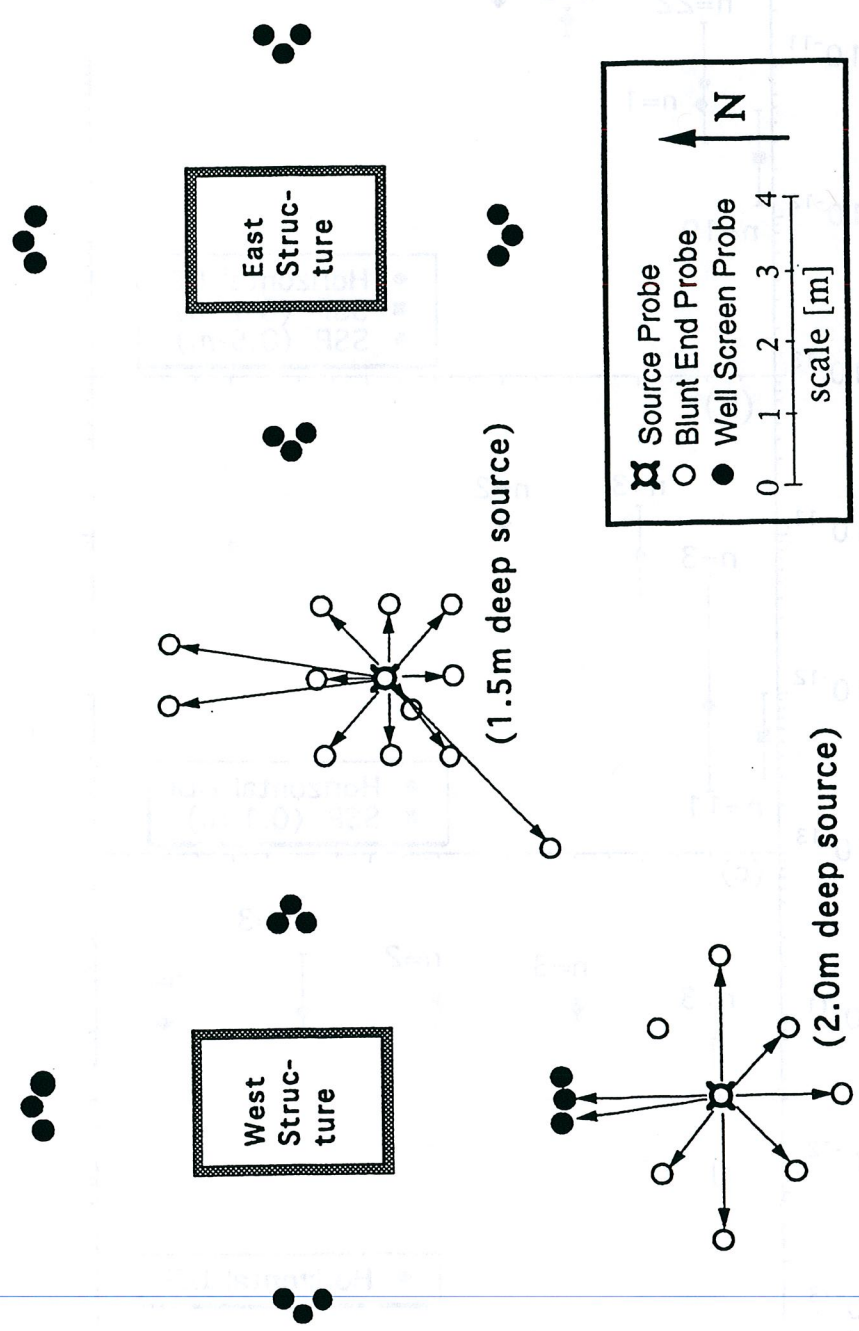 West
Struc-
ture
East
Struc-
ture
(1.5m deep source)
(2.0m deep source)
Source Probe
Blunt End Probe
Well Screen Probe
N
0 1 2 3 4
scale [m]